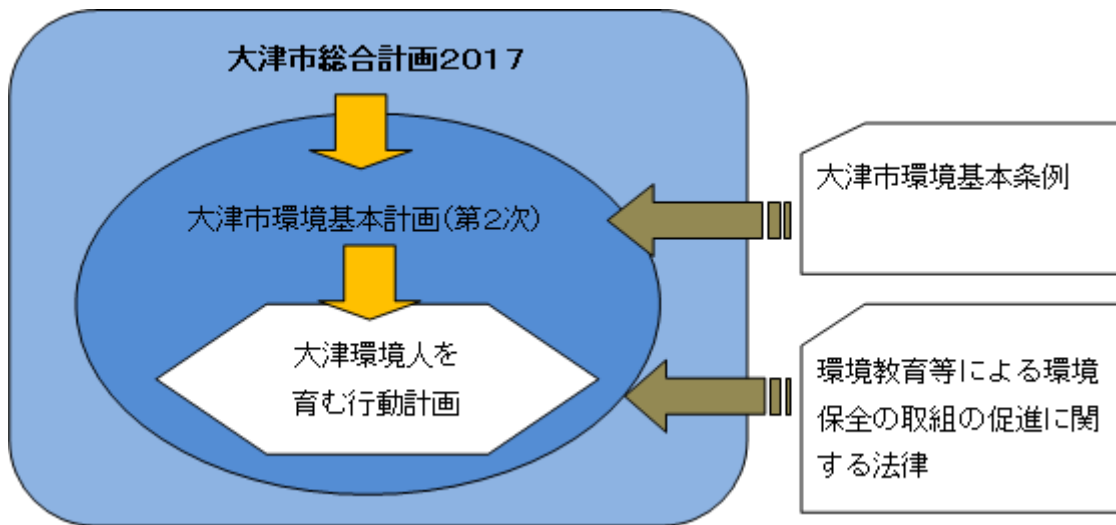 大津市総合計画２０１７
大津市環境基本計画（第２次）
大津環境人を
育む行動計画
大津市環境基本条例
環境教育等による環境
保全の取組の促進に関
する法律